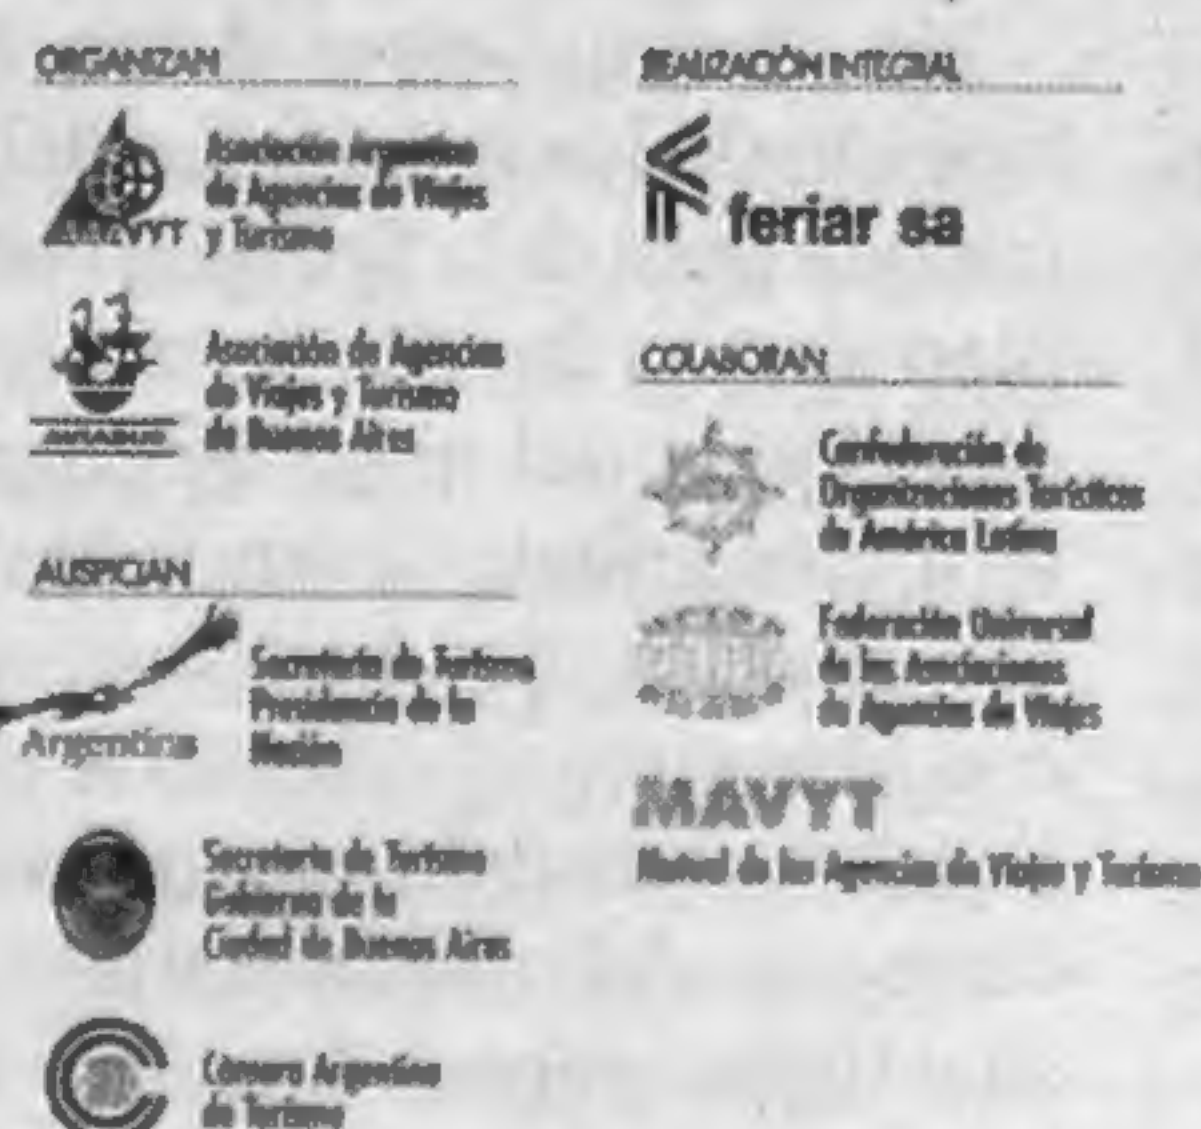 ORGANIZAN
AAAVYT
Asociación Argentina
de Agencias de Viajes
y Turismo
Asociación de Agencias
de Viajes y Turismo
de Buenos Aires
AUSPICIAN
Argentina
Secretaría de Turismo
Presidencia de la
Nación
Secretaría de Turismo
Gobierno de la
Ciudad de Buenos Aires
Cámara Argentina
de Turismo
REALIZACIÓN INTEGRAL
feriar sa
COLABORAN
Confederación de
Organizaciones Turísticas
de América Latina
Federación Universal
de las Asociaciones
de Agencias de Viajes
MAVYT
Mutual de las Agencias de Viajes y Turismo